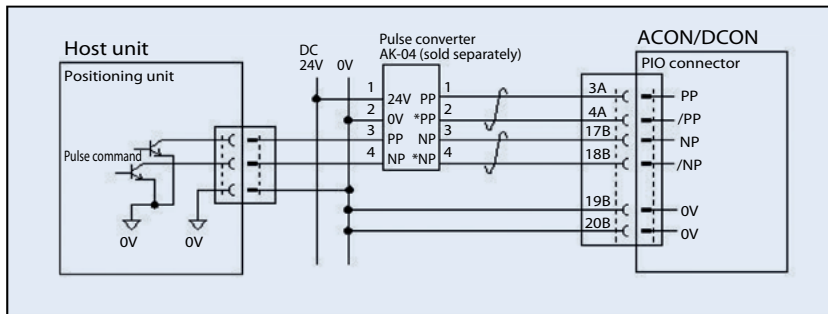 Host unit
Positioning unit
Pulse command
0V
0V
DC
24V
0V
Pulse converter
AK-04 (sold separately)
1
2
3
4
24V PP
0V *PP
PP NP
NP *NP
1
2
3
4
ACON/DCON
PIO connector
3A
4A
17B
18B
19B
20B
PP
/PP
NP
/NP
0V
0V